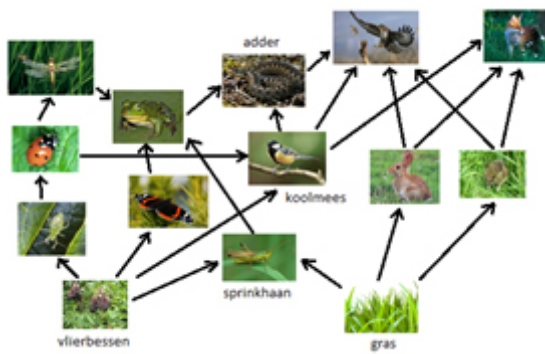 adder
koolmees
sprinkhaan
vlierbessen
gras